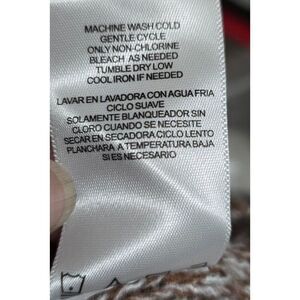 MACHINE WASH COLD
GENTLE CYCLE
ONLY NON-CHLORINE
BLEACH AS NEEDED
TUMBLE DRY LOW
COOL IRON IF NEEDED
LAVAR EN LAVADORA CON AGUA FRIA
CICLO SUAVE
SOLAMENTE BLANQUEADOR SIN
CLORO CUANDO SE NECESITE
SECAR EN SECADORA CICLO LENTO
PLANCHAR A TEMPERATURA BAJA
SI ES NECESARIO